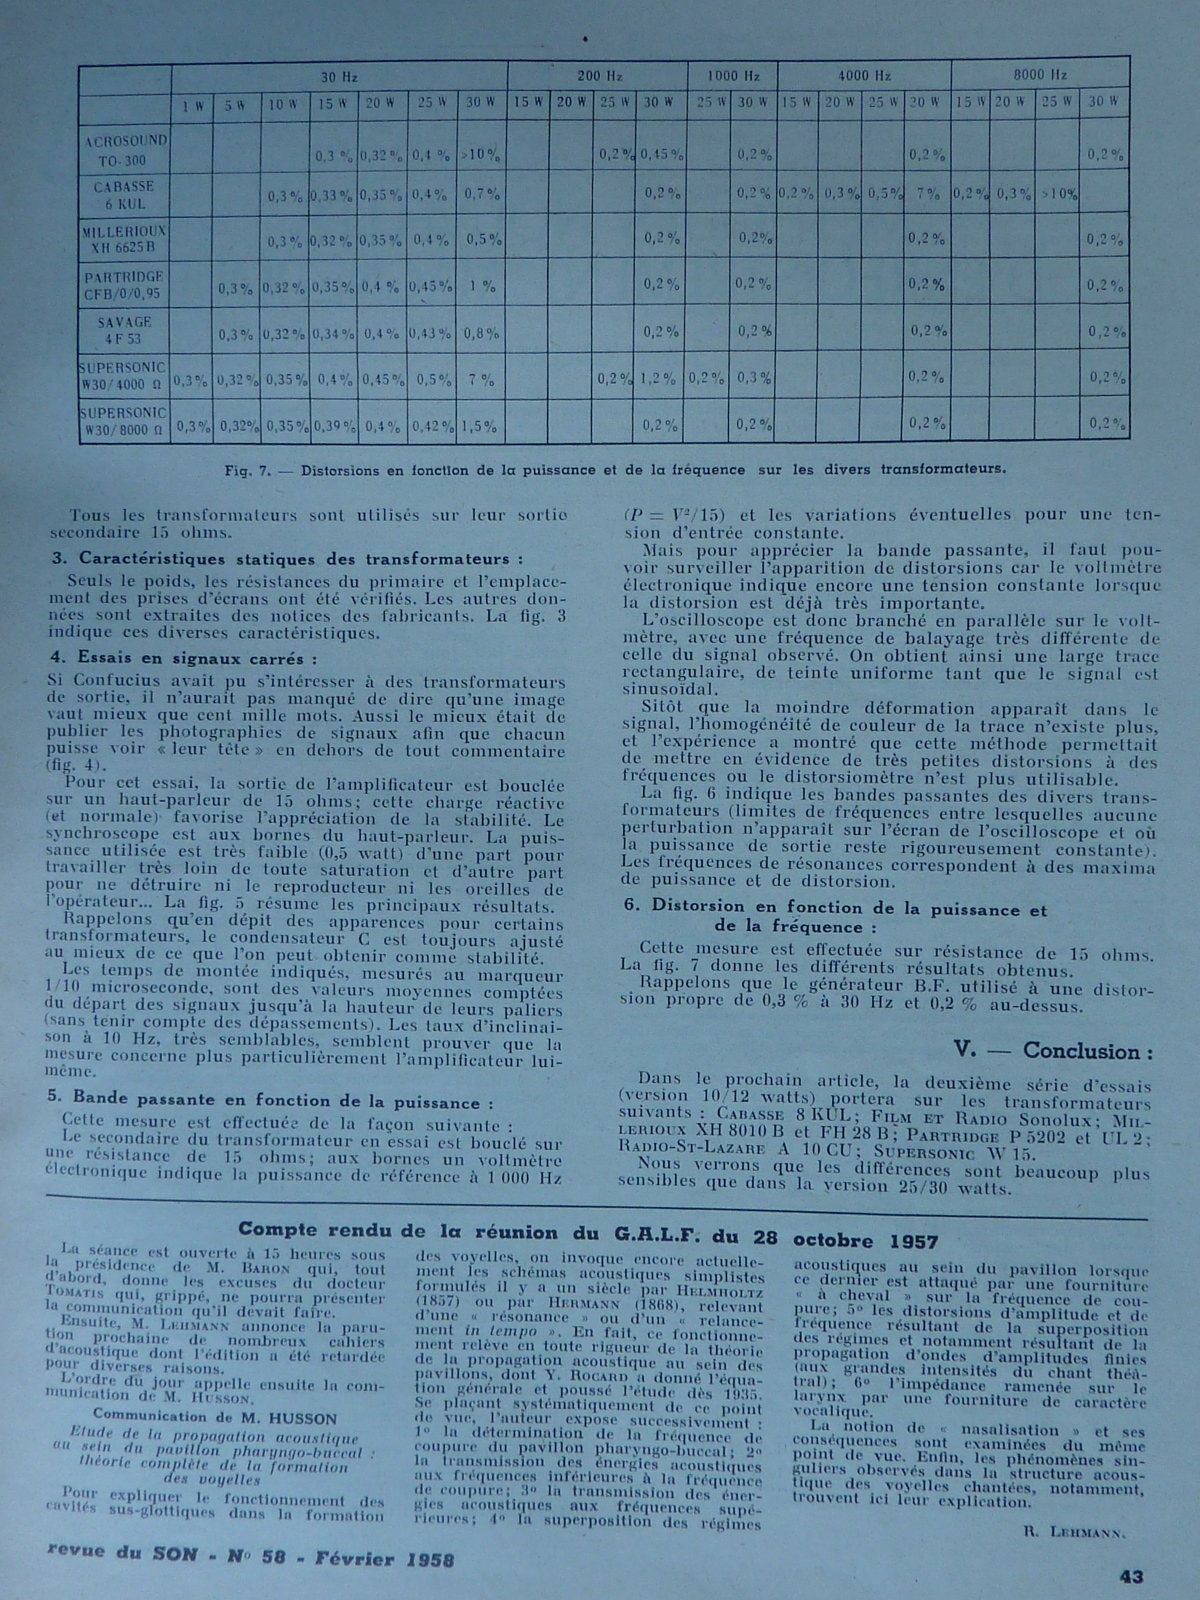 30 Hz 200 Hz 1000 Hz 4000 Hz 8000 Hz
1 W 5 W 10 W 15 W 20 W 25 W 30 W 15 W 20 W 25 W 30 W 25 W 30 W 15 W 20 W 25 W 30 W 15 W 20 W 25 W 30 W
ACROSOUND
TO-300 0,3 % 0,32% 0,4 % >10% 0,2% 0,45% 0,2% 0,2% 0,2%
CABASSE
6 KUL 0,3% 0,33% 0,35% 0,4% 0,7% 0,2% 0,2% 0,2% 0,3% 0,5% 7% 0,2% 0,3% >10%
MILLERIOUX
XH 6625 B 0,3% 0,32% 0,35% 0,4% 0,5% 0,2% 0,2% 0,2% 0,2%
PARTRIDGE
CFB/0/0,95 0,3% 0,32% 0,35% 0,4 % 0,45% 1 % 0,2% 0,2% 0,2% 0,2%
SAVAGE
4 F 53 0,3% 0,32% 0,34% 0,4% 0,43% 0,8% 0,2% 0,2% 0,2% 0,2%
SUPERSONIC
W30/4000 Ω 0,3% 0,32% 0,35% 0,4% 0,45% 0,5% 7 % 0,2% 1,2% 0,2% 0,3% 0,2% 0,2%
SUPERSONIC
W30/8000 Ω 0,3% 0,32% 0,35% 0,39% 0,4% 0,42% 1,5% 0,2% 0,2% 0,2% 0,2%
Fig. 7. — Distorsions en fonction de la puissance et de la fréquence sur les divers transformateurs.
Tous les transformateurs sont utilisés sur leur sortie
secondaire 15 ohms.
3. Caractéristiques statiques des transformateurs :
Seuls le poids, les résistances du primaire et l'emplace-
ment des prises d'écrans ont été vérifiés. Les autres don-
nées sont extraites des notices des fabricants. La fig. 3
indique ces diverses caractéristiques.
4. Essais en signaux carrés :
Si Confucius avait pu s'intéresser à des transformateurs
de sortie, il n'aurait pas manqué de dire qu'une image
vaut mieux que cent mille mots. Aussi le mieux était de
publier les photographies de signaux afin que chacun
puisse voir « leur tête » en dehors de tout commentaire
(fig. 4).
Pour cet essai, la sortie de l'amplificateur est bouclée
sur un haut-parleur de 15 ohms; cette charge réactive
(et normale) favorise l'appréciation de la stabilité. Le
synchroscope est aux bornes du haut-parleur. La puis-
sance utilisée est très faible (0,5 watt) d'une part pour
travailler très loin de toute saturation et d'autre part
pour ne détruire ni le reproducteur ni les oreilles de
l'opérateur... La fig. 5 résume les principaux résultats.
Rappelons qu'en dépit des apparences pour certains
transformateurs, le condensateur C est toujours ajusté
au mieux de ce que l'on peut obtenir comme stabilité.
Les temps de montée indiqués, mesurés au marqueur
1/10 microseconde, sont des valeurs moyennes comptées
du départ des signaux jusqu'à la hauteur de leurs paliers
(sans tenir compte des dépassements). Les taux d'inclinai-
son à 10 Hz, très semblables, semblent prouver que la
mesure concerne plus particulièrement l'amplificateur lui-
même.
5. Bande passante en fonction de la puissance :
Cette mesure est effectuée de la façon suivante :
Le secondaire du transformateur en essai est bouclé sur
une résistance de 15 ohms; aux bornes un voltmètre
électronique indique la puissance de référence à 1 000 Hz
(P = V²/15) et les variations éventuelles pour une ten-
sion d'entrée constante.
Mais pour apprécier la bande passante, il faut pou-
voir surveiller l'apparition de distorsions car le voltmètre
électronique indique encore une tension constante lorsque
la distorsion est déjà très importante.
L'oscilloscope est donc branché en parallèle sur le volt-
mètre, avec une fréquence de balayage très différente de
celle du signal observé. On obtient ainsi une large trace
rectangulaire, de teinte uniforme tant que le signal est
sinusoïdal.
Sitôt que la moindre déformation apparaît dans le
signal, l'homogénéité de couleur de la trace n'existe plus,
et l'expérience a montré que cette méthode permettait
de mettre en évidence de très petites distorsions à des
fréquences ou le distorsiomètre n'est plus utilisable.
La fig. 6 indique les bandes passantes des divers trans-
formateurs (limites de fréquences entre lesquelles aucune
perturbation n'apparaît sur l'écran de l'oscilloscope et où
la puissance de sortie reste rigoureusement constante).
Les fréquences de résonances correspondent à des maxima
de puissance et de distorsion.
6. Distorsion en fonction de la puissance et
de la fréquence :
Cette mesure est effectuée sur résistance de 15 ohms.
La fig. 7 donne les différents résultats obtenus.
Rappelons que le générateur B.F. utilisé à une distor-
sion propre de 0,3 % à 30 Hz et 0,2 % au-dessus.
V. — Conclusion :
Dans le prochain article, la deuxième série d'essais
(version 10/12 watts) portera sur les transformateurs
suivants : CABASSE 8 KUL; FILM ET RADIO Sonolux; MIL-
LERIOUX XH 8010 B et FH 28 B; PARTRIDGE P 5202 et UL 2;
RADIO-ST-LAZARE A 10 CU; SUPERSONIC W 15.
Nous verrons que les différences sont beaucoup plus
sensibles que dans la version 25/30 watts.
Compte rendu de la réunion du G.A.L.F. du 28 octobre 1957
La séance est ouverte à 15 heures sous
la présidence de M. BARON qui, tout
d'abord, donne les excuses du docteur
TOMATIS qui, grippé, ne pourra présenter
la communication qu'il devait faire.
Ensuite, M. LEHMANN annonce la paru-
tion prochaine de nombreux cahiers
d'acoustique dont l'édition a été retardée
pour diverses raisons.
L'ordre du jour appelle ensuite la com-
munication de M. HUSSON.
Communication de M. HUSSON
Etude de la propagation acoustique
au sein du pavillon pharyngo-buccal :
théorie complète de la formation
des voyelles
Pour expliquer le fonctionnement des
cavités sus-glottiques dans la formation
des voyelles, on invoque encore actuelle-
ment les schémas acoustiques simplistes
formulés il y a un siècle par HELMHOLTZ
(1857) ou par HERMANN (1868), relevant
d'une « résonance » ou d'un « relance-
ment in tempo ». En fait, ce fonctionne-
ment relève en toute rigueur de la théorie
de la propagation acoustique au sein des
pavillons, dont Y. ROCARD a donné l'équa-
tion générale et poussé l'étude dès 1935.
Se plaçant systématiquement de ce point
de vue, l'auteur expose successivement :
1° la détermination de la fréquence de
coupure du pavillon pharyngo-buccal; 2°
la transmission des énergies acoustiques
aux fréquences inférieures à la fréquence
de coupure; 3° la transmission des éner-
gies acoustiques aux fréquences supé-
rieures; 4° la superposition des régimes
acoustiques au sein du pavillon lorsque
ce dernier est attaqué par une fourniture
« à cheval » sur la fréquence de cou-
pure; 5° les distorsions d'amplitude et de
fréquence résultant de la superposition
des régimes et notamment résultant de la
propagation d'ondes d'amplitudes finies
(aux grandes intensités du chant théâ-
tral); 6° l'impédance ramenée sur le
larynx par une fourniture de caractère
vocalique.
La notion de « nasalisation » et ses
conséquences sont examinées du même
point de vue. Enfin, les phénomènes sin-
guliers observés dans la structure acous-
tique des voyelles chantées, notamment,
trouvent ici leur explication.
R. LEHMANN.
revue du SON - N° 58 - Février 1958
43